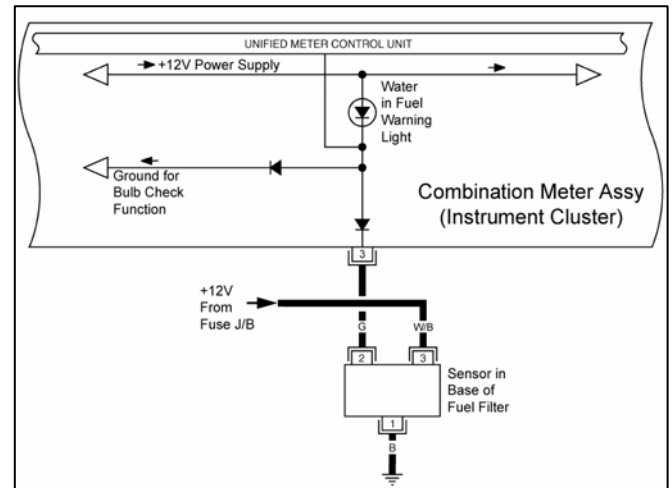 UNIFIED METER CONTROL UNIT
+12V Power Supply
Water
in Fuel
Warning
Light
Ground for
Bulb Check
Function
Combination Meter Assy
(Instrument Cluster)
3
+12V
From
Fuse J/B
G
W/B
2
3
Sensor in
Base of
Fuel Filter
1
B